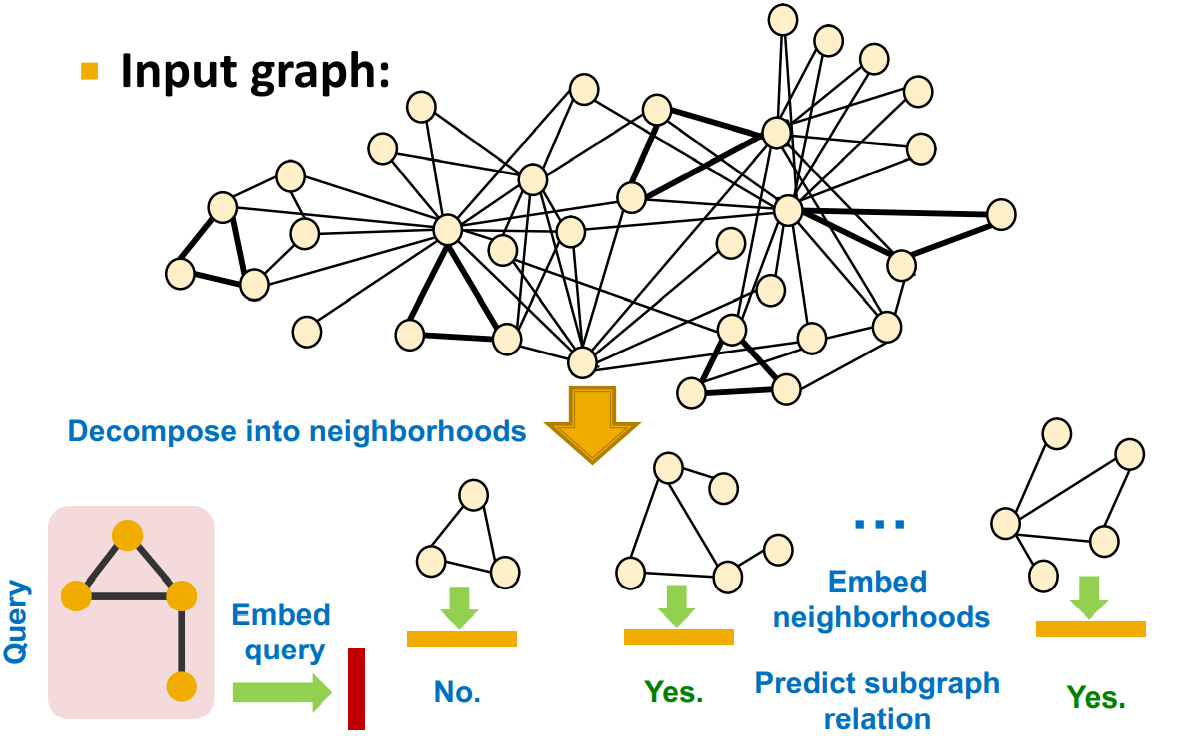 Input graph:
Decompose into neighborhoods
Query
Embed
query
...
Embed
neighborhoods
No.
Yes.
Predict subgraph
relation
Yes.